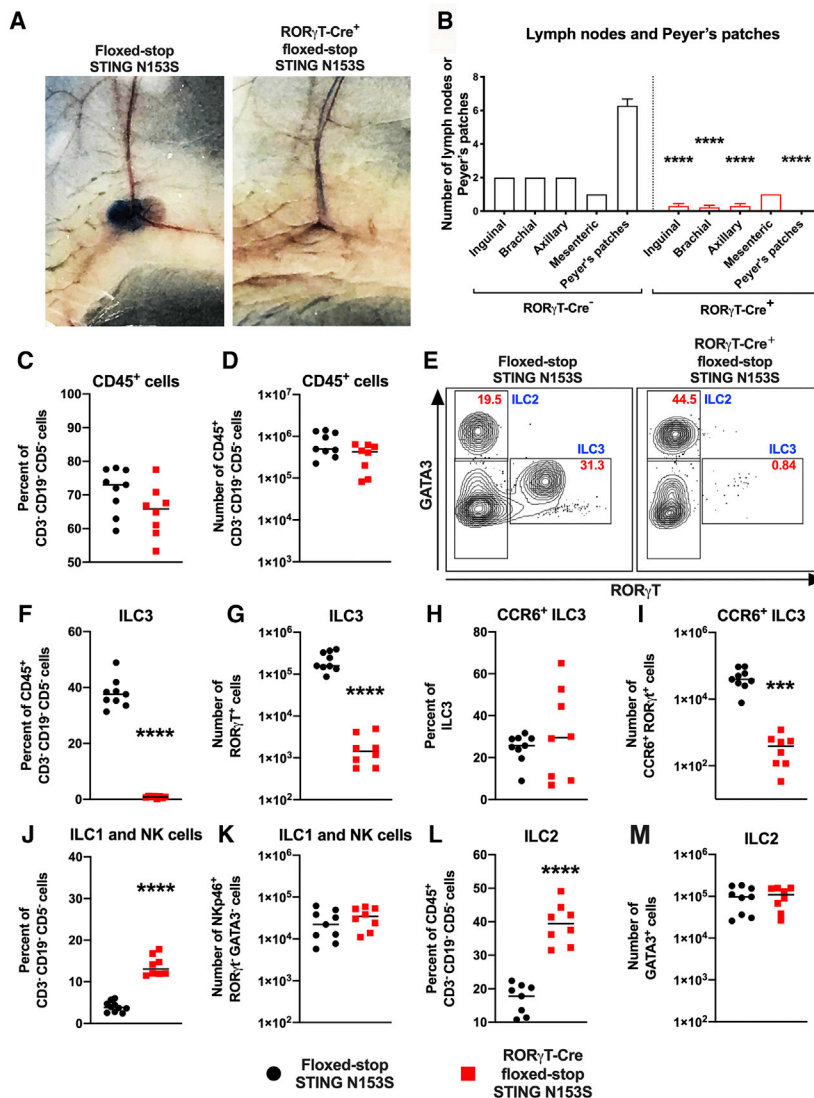 A
Floxed-stop
STING N153S
RORγT-Cre⁺
floxed-stop
STING N153S
B
Lymph nodes and Peyer's patches
Number of lymph nodes or
Peyer's patches
8
6
4
2
0
****
****
****
****
Inguinal
Brachial
Axillary
Mesenteric
Peyer's patches
Inguinal
Brachial
Axillary
Mesenteric
Peyer's patches
RORγT-Cre⁻
RORγT-Cre⁺
C
CD45⁺ cells
Percent of
CD3⁻ CD19⁻ CD5⁻ cells
100
90
80
70
60
50
D
CD45⁺ cells
Number of CD45⁺
CD3⁻ CD19⁻ CD5⁻ cells
1×10⁷
1×10⁶
1×10⁵
1×10⁴
1×10³
E
Floxed-stop
STING N153S
RORγT-Cre⁺
floxed-stop
STING N153S
19.5
ILC2
ILC3
31.3
44.5
ILC2
ILC3
0.84
GATA3
RORγT
F
ILC3
Percent of CD45⁺
CD3⁻ CD19⁻ CD5⁻ cells
60
40
20
0
****
G
ILC3
Number of
RORγT⁺ cells
1×10⁶
1×10⁵
1×10⁴
1×10³
1×10²
****
H
CCR6⁺ ILC3
Percent of
ILC3
80
60
40
20
0
I
CCR6⁺ ILC3
Number of
CCR6⁺ RORγt⁺ cells
1×10⁶
1×10⁴
1×10²
***
J
ILC1 and NK cells
Percent of
CD3⁻ CD19⁻ CD5⁻ cells
40
30
20
10
0
****
K
ILC1 and NK cells
Number of NKp46⁺
RORγt⁻ GATA3⁻ cells
1×10⁶
1×10⁵
1×10⁴
1×10³
1×10²
L
ILC2
Percent of CD45⁺
CD3⁻ CD19⁻ CD5⁻ cells
60
50
40
30
20
10
****
M
ILC2
Number of
GATA3⁺ cells
1×10⁶
1×10⁵
1×10⁴
1×10³
1×10²
Floxed-stop
STING N153S
RORγT-Cre
floxed-stop
STING N153S